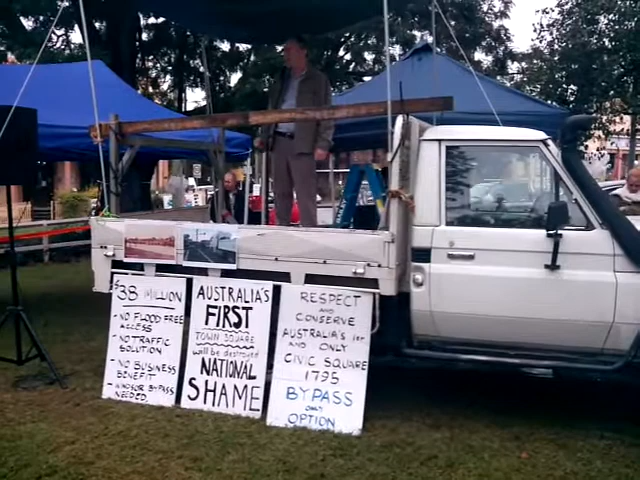 $38 MILLION
- NO FLOOD FREE
ACCESS
- NO TRAFFIC
SOLUTION
- NO BUSINESS
BENEFIT
- WINDSOR BYPASS
NEEDED.
AUSTRALIA'S
FIRST
TOWN SQUARE
will be destroyed
NATIONAL
SHAME
RESPECT
AND
CONSERVE
AUSTRALIA'S 1ST
AND ONLY
CIVIC SQUARE
1795
BYPASS
ONLY
OPTION